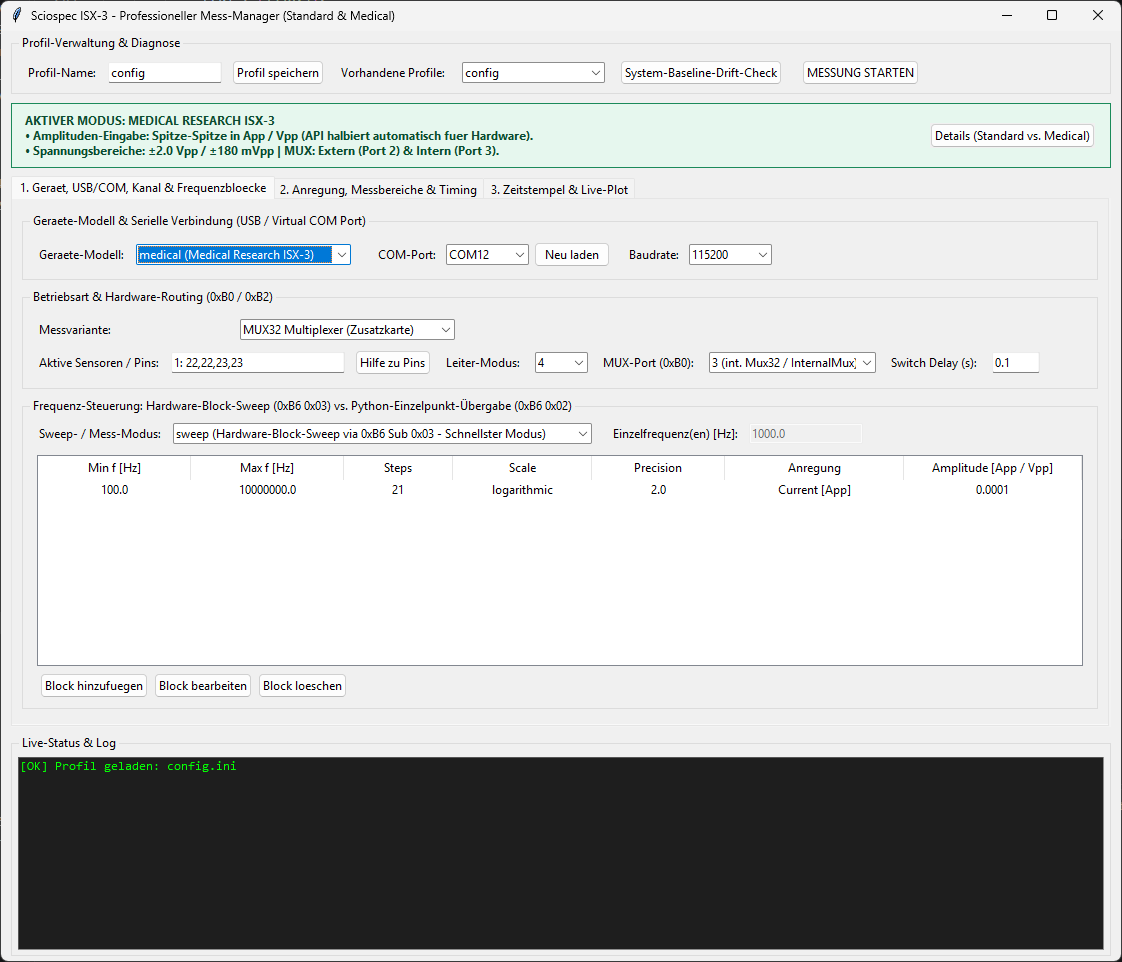 Sciospec ISX-3 - Professioneller Mess-Manager (Standard & Medical)
Profil-Verwaltung & Diagnose
Profil-Name: config Profil speichern Vorhandene Profile: config System-Baseline-Drift-Check MESSUNG STARTEN
AKTIVER MODUS: MEDICAL RESEARCH ISX-3
• Amplituden-Eingabe: Spitze-Spitze in App / Vpp (API halbiert automatisch fuer Hardware).
• Spannungsbereiche: ±2.0 Vpp / ±180 mVpp | MUX: Extern (Port 2) & Intern (Port 3).
Details (Standard vs. Medical)
1. Geraet, USB/COM, Kanal & Frequenzbloecke 2. Anregung, Messbereiche & Timing 3. Zeitstempel & Live-Plot
Geraete-Modell & Serielle Verbindung (USB / Virtual COM Port)
Geraete-Modell: medical (Medical Research ISX-3) COM-Port: COM12 Neu laden Baudrate: 115200
Betriebsart & Hardware-Routing (0xB0 / 0xB2)
Messvariante: MUX32 Multiplexer (Zusatzkarte)
Aktive Sensoren / Pins: 1: 22,22,23,23 Hilfe zu Pins Leiter-Modus: 4 MUX-Port (0xB0): 3 (int. Mux32 / InternalMux) Switch Delay (s): 0.1
Frequenz-Steuerung: Hardware-Block-Sweep (0xB6 0x03) vs. Python-Einzelpunkt-Übergabe (0xB6 0x02)
Sweep- / Mess-Modus: sweep (Hardware-Block-Sweep via 0xB6 Sub 0x03 - Schnellster Modus) Einzelfrequenz(en) [Hz]: 1000.0
Min f [Hz] Max f [Hz] Steps Scale Precision Anregung Amplitude [App / Vpp]
100.0 10000000.0 21 logarithmic 2.0 Current [App] 0.0001
Block hinzufuegen Block bearbeiten Block loeschen
Live-Status & Log
[OK] Profil geladen: config.ini